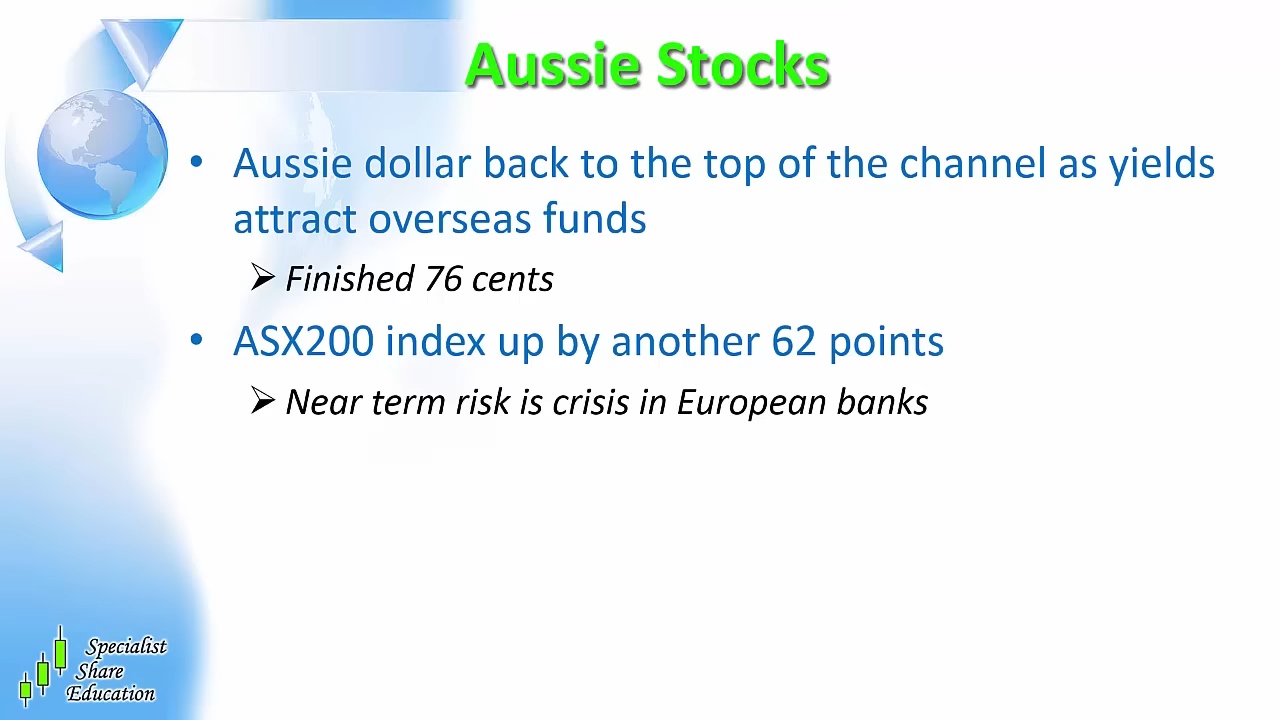 Aussie Stocks
• Aussie dollar back to the top of the channel as yields
attract overseas funds
➢ Finished 76 cents
• ASX200 index up by another 62 points
➢ Near term risk is crisis in European banks
Specialist
Share
Education